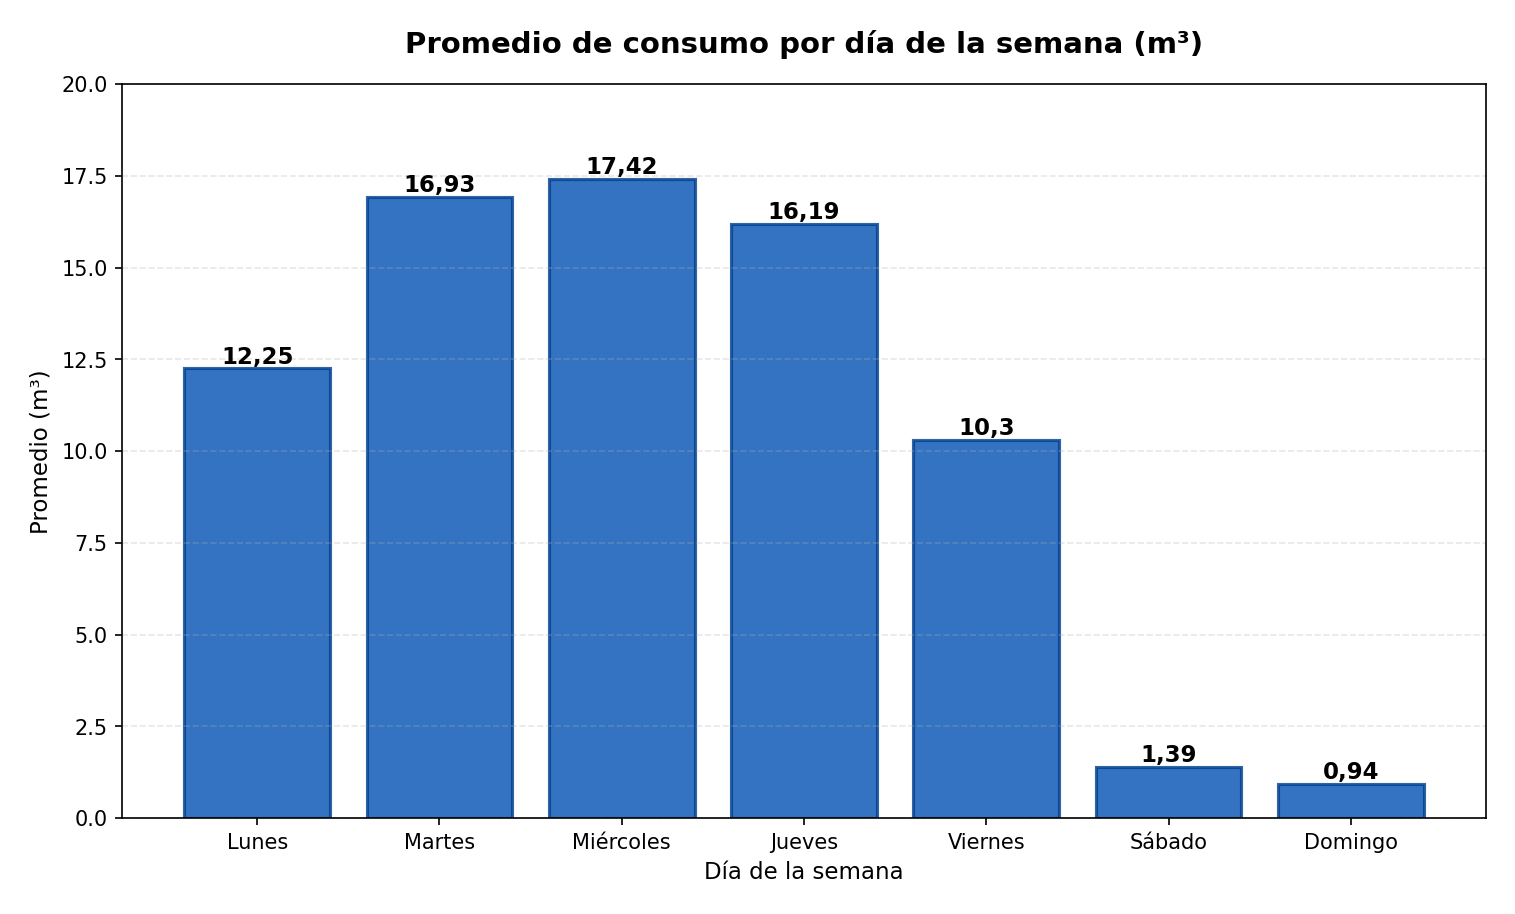 Promedio de consumo por día de la semana (m³)
Promedio (m³)
20.0
17.5
15.0
12.5
10.0
7.5
5.0
2.5
0.0
12,25
16,93
17,42
16,19
10,3
1,39
0,94
Lunes
Martes
Miércoles
Jueves
Viernes
Sábado
Domingo
Día de la semana